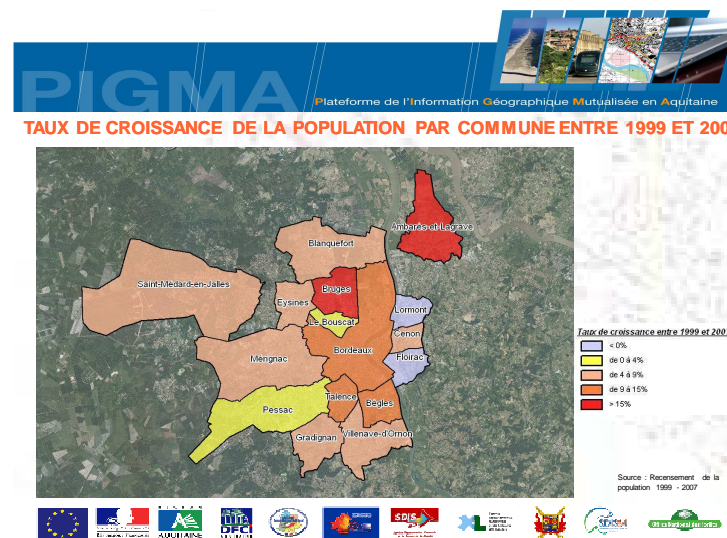 PIGMA
Plateforme de l'Information Géographique Mutualisée en Aquitaine
TAUX DE CROISSANCE DE LA POPULATION PAR COMMUNE ENTRE 1999 ET 200
Ambarès-et-Lagrave
Blanquefort
Saint-Médard-en-Jalles
Bruges
Eysines
Lormont
Le Bouscat
Cenon
Bordeaux
Floirac
Mérignac
Talence
Bègles
Pessac
Gradignan
Villenave-d'Ornon
Taux de croissance entre 1999 et 200
< 0%
de 0 à 4%
de 4 à 9%
de 9 à 15%
> 15%
Source : Recensement de la
population 1999 - 2007
AQUITAINE
DFCI
SDIS